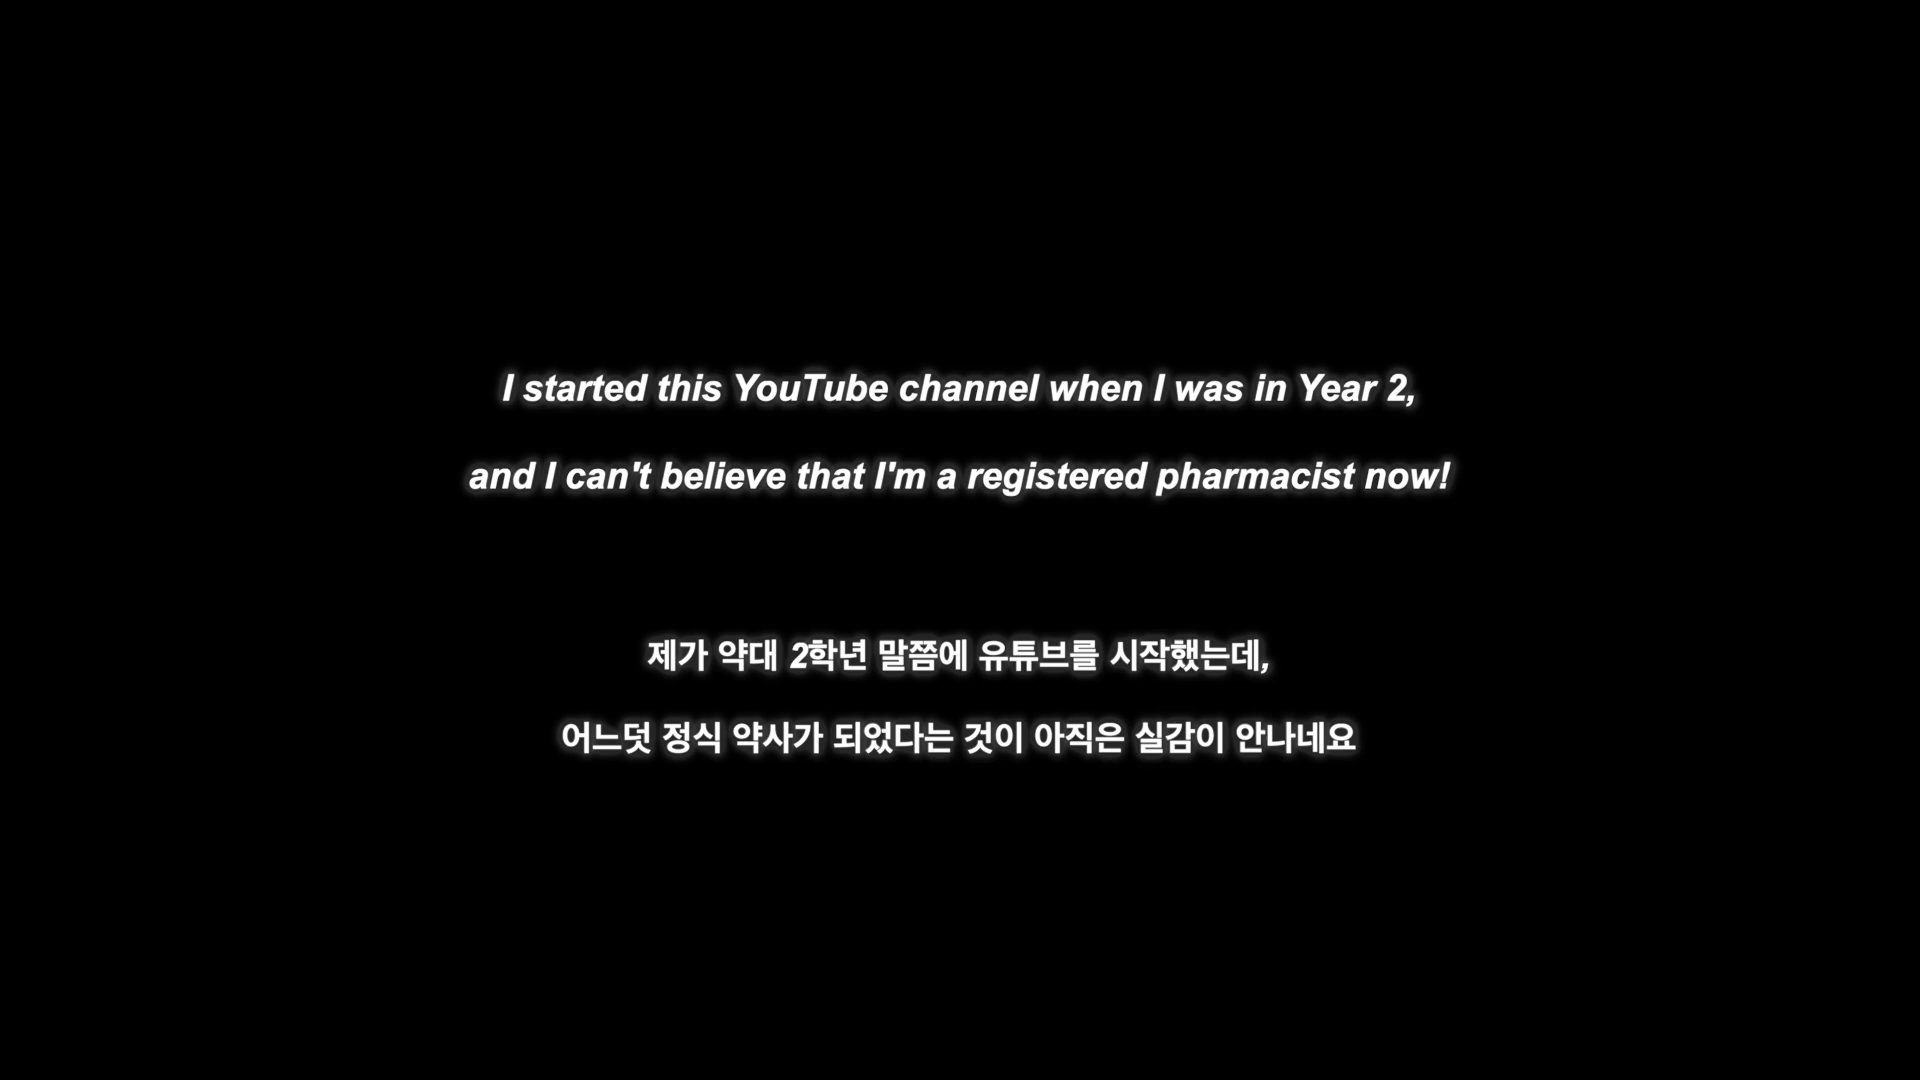 I started this YouTube channel when I was in Year 2,
and I can't believe that I'm a registered pharmacist now!
제가 약대 2학년 말쯤에 유튜브를 시작했는데,
어느덧 정식 약사가 되었다는 것이 아직은 실감이 안나네요